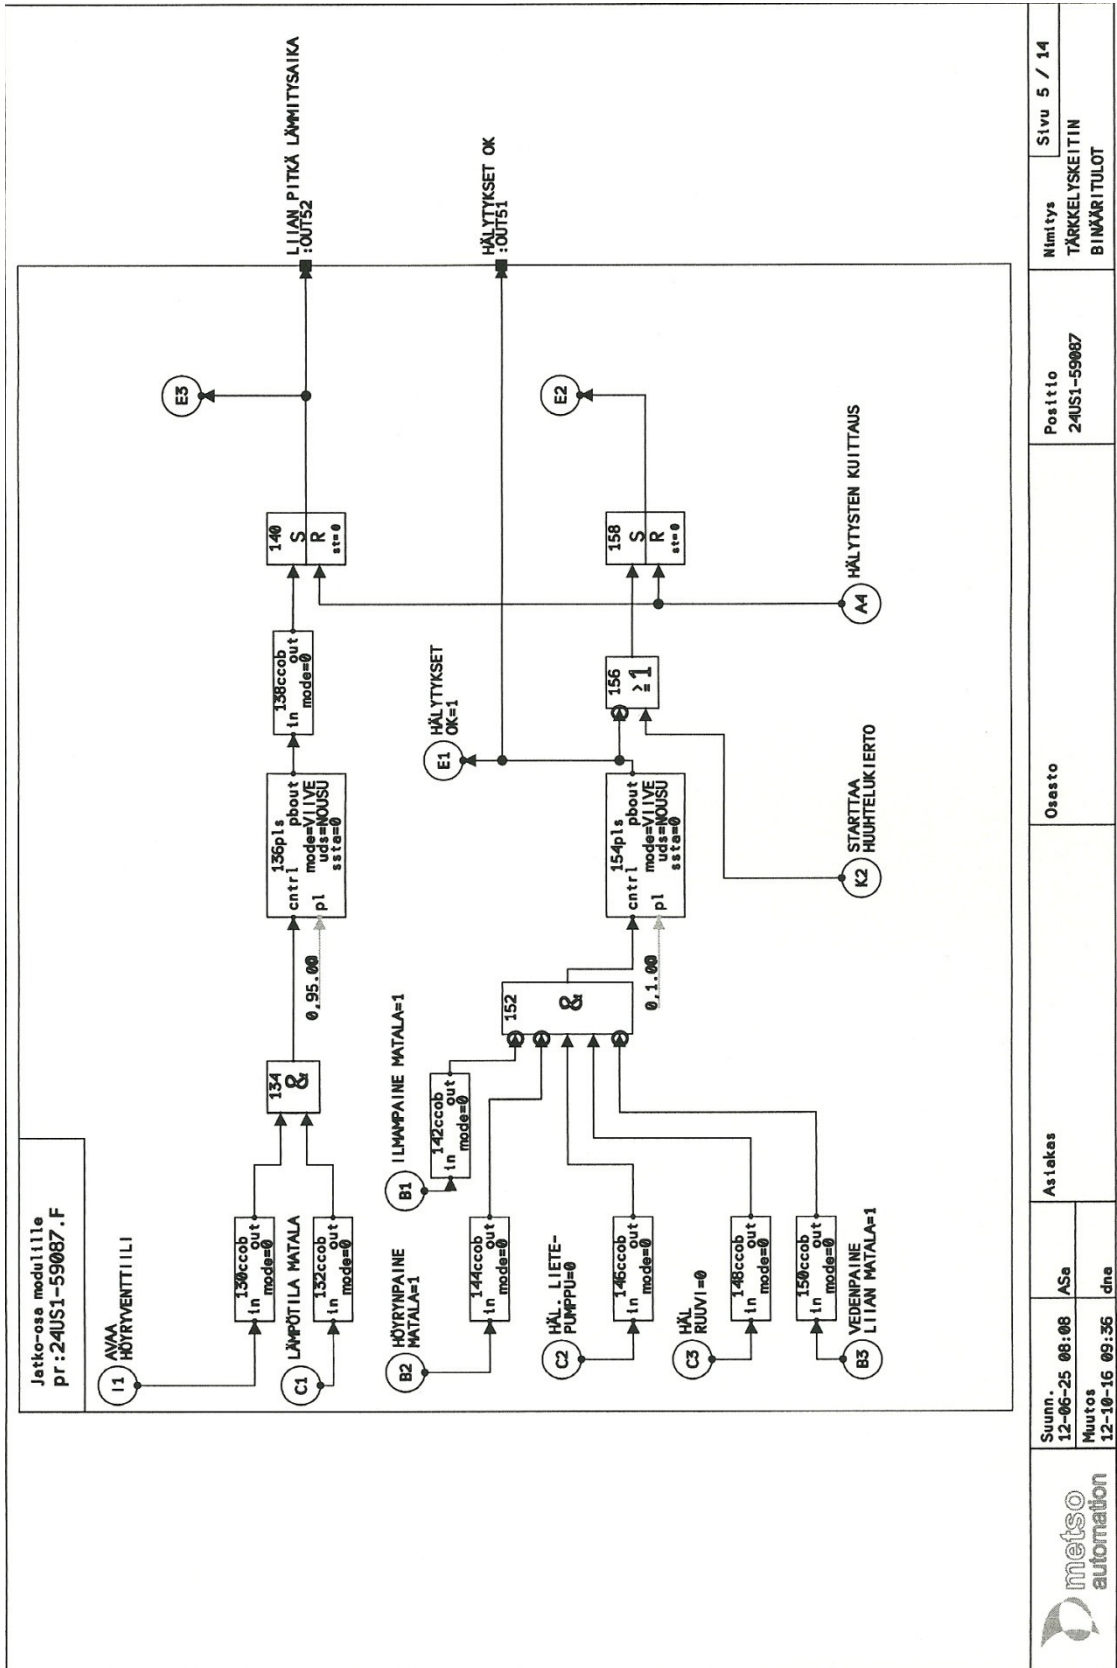 Jatko-osa modulille
pr:24US1-59087.F
I1
AVAA
HÖYRYVENTTIILI
130ccob
in out
mode=0
C1
LÄMPÖTILA MATALA
132ccob
in out
mode=0
134
&
0,95.00
136pls
cntrl pbout
mode=VIIVE
pl uds=NOUSU
ssta=0
138ccob
in out
mode=0
140
S
R
st=0
E3
LIIAN PITKÄ LÄMMITYSAIKA
:OUT52
B1
ILMAMPAINE MATALA=1
142ccob
in out
mode=0
B2
HÖYRYNPAINE
MATALA=1
144ccob
in out
mode=0
C2
HÄL. LIETE-
PUMPPU=0
146ccob
in out
mode=0
C3
HÄL
RUUVI=0
148ccob
in out
mode=0
B3
VEDENPAINE
LIIAN MATALA=1
150ccob
in out
mode=0
152
&
0,1.00
154pls
cntrl pbout
mode=VIIVE
pl uds=NOUSU
ssta=0
E1
HÄLYTYKSET
OK=1
HÄLYTYKSET OK
:OUT51
156
≥1
K2
STARTTAA
HUUHTELUKIERTO
158
S
R
st=0
E2
A4
HÄLYTYSTEN KUITTAUS
metso
automation
Suunn.
12-06-25 08:08 ASa
Muutos
12-10-16 09:36 dna
Asiakas
Osasto
Positio
24US1-59087
Nimitys
TÄRKKELYSKEITIN
BINÄÄRITULOT
Sivu 5 / 14